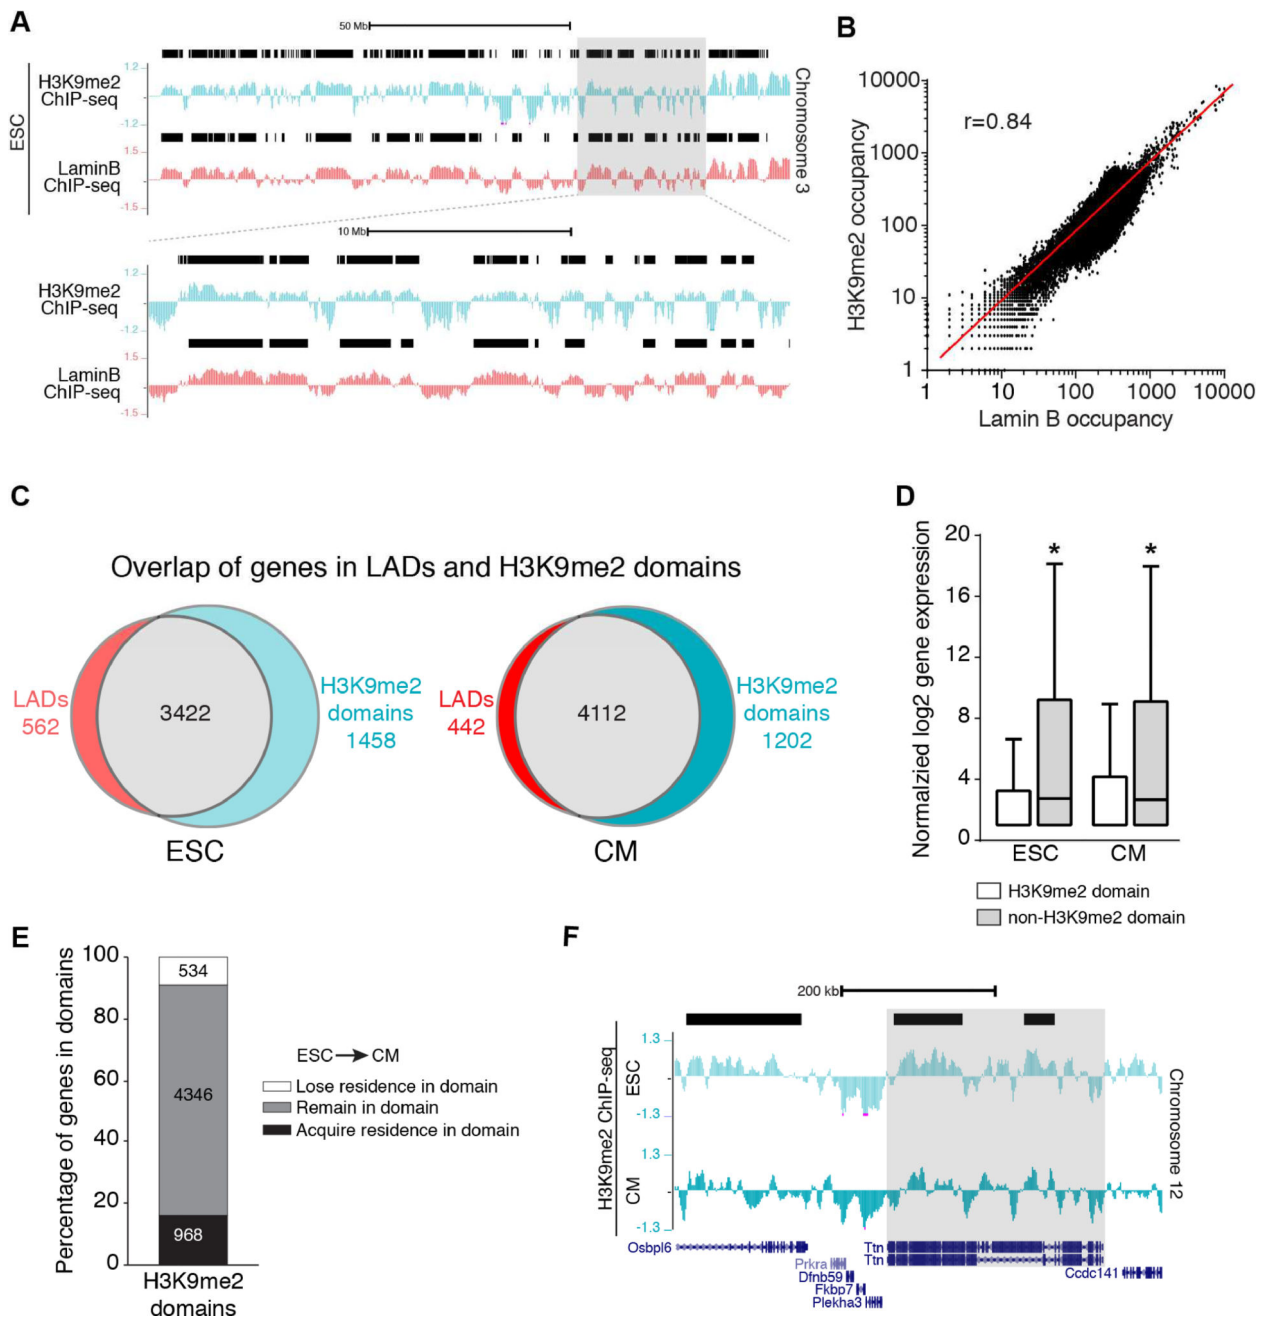 A
50 Mb
1.2
H3K9me2
ChIP-seq
-1.2
ESC
1.5
LaminB
ChIP-seq
-1.5
Chromosome 3
10 Mb
1.2
H3K9me2
ChIP-seq
-1.2
1.5
LaminB
ChIP-seq
-1.5
B
r=0.84
H3K9me2 occupancy
10000
1000
100
10
1
1 10 100 1000 10000
Lamin B occupancy
C
Overlap of genes in LADs and H3K9me2 domains
LADs
562
3422
H3K9me2
domains
1458
ESC
LADs
442
4112
H3K9me2
domains
1202
CM
D
Normalzied log2 gene expression
20
16
12
8
4
0
* *
ESC CM
H3K9me2 domain
non-H3K9me2 domain
E
Percentage of genes in domains
100
80
60
40
20
0
534
4346
968
H3K9me2
domains
ESC CM
Lose residence in domain
Remain in domain
Acquire residence in domain
F
200 kb
H3K9me2 ChIP-seq
ESC
1.3
-1.3
CM
1.3
-1.3
Chromosome 12
Osbpl6
Ttn
Ttn
Prkra
Dfnb59
Fkbp7
Plekha3
Ccdc141